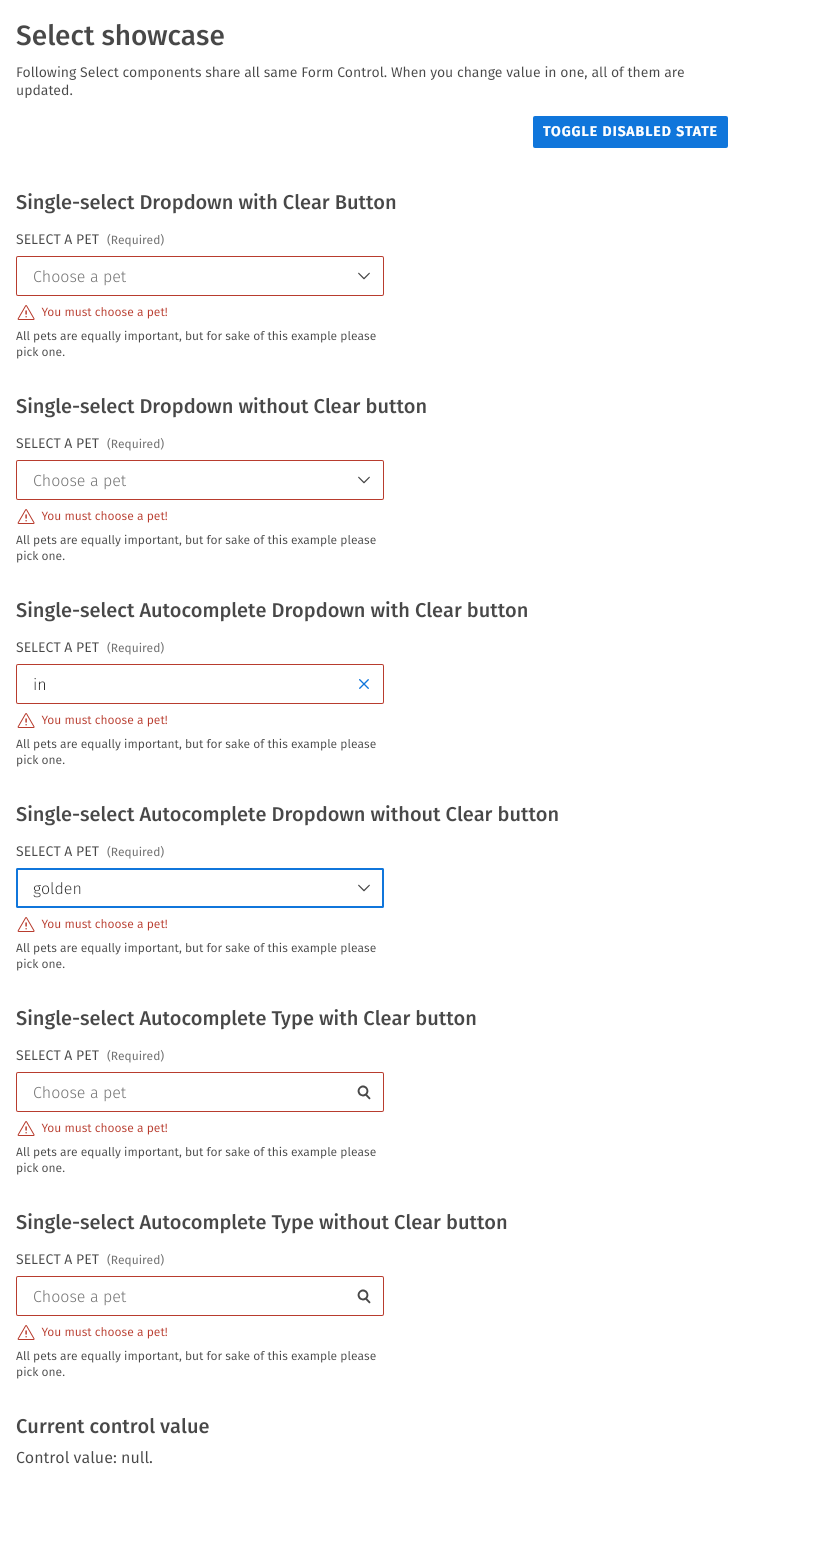 Select showcase
Following Select components share all same Form Control. When you change value in one, all of them are
updated.
TOGGLE DISABLED STATE
Single-select Dropdown with Clear Button
SELECT A PET (Required)
Choose a pet
You must choose a pet!
All pets are equally important, but for sake of this example please
pick one.
Single-select Dropdown without Clear button
SELECT A PET (Required)
Choose a pet
You must choose a pet!
All pets are equally important, but for sake of this example please
pick one.
Single-select Autocomplete Dropdown with Clear button
SELECT A PET (Required)
in
You must choose a pet!
All pets are equally important, but for sake of this example please
pick one.
Single-select Autocomplete Dropdown without Clear button
SELECT A PET (Required)
golden
You must choose a pet!
All pets are equally important, but for sake of this example please
pick one.
Single-select Autocomplete Type with Clear button
SELECT A PET (Required)
Choose a pet
You must choose a pet!
All pets are equally important, but for sake of this example please
pick one.
Single-select Autocomplete Type without Clear button
SELECT A PET (Required)
Choose a pet
You must choose a pet!
All pets are equally important, but for sake of this example please
pick one.
Current control value
Control value: null.